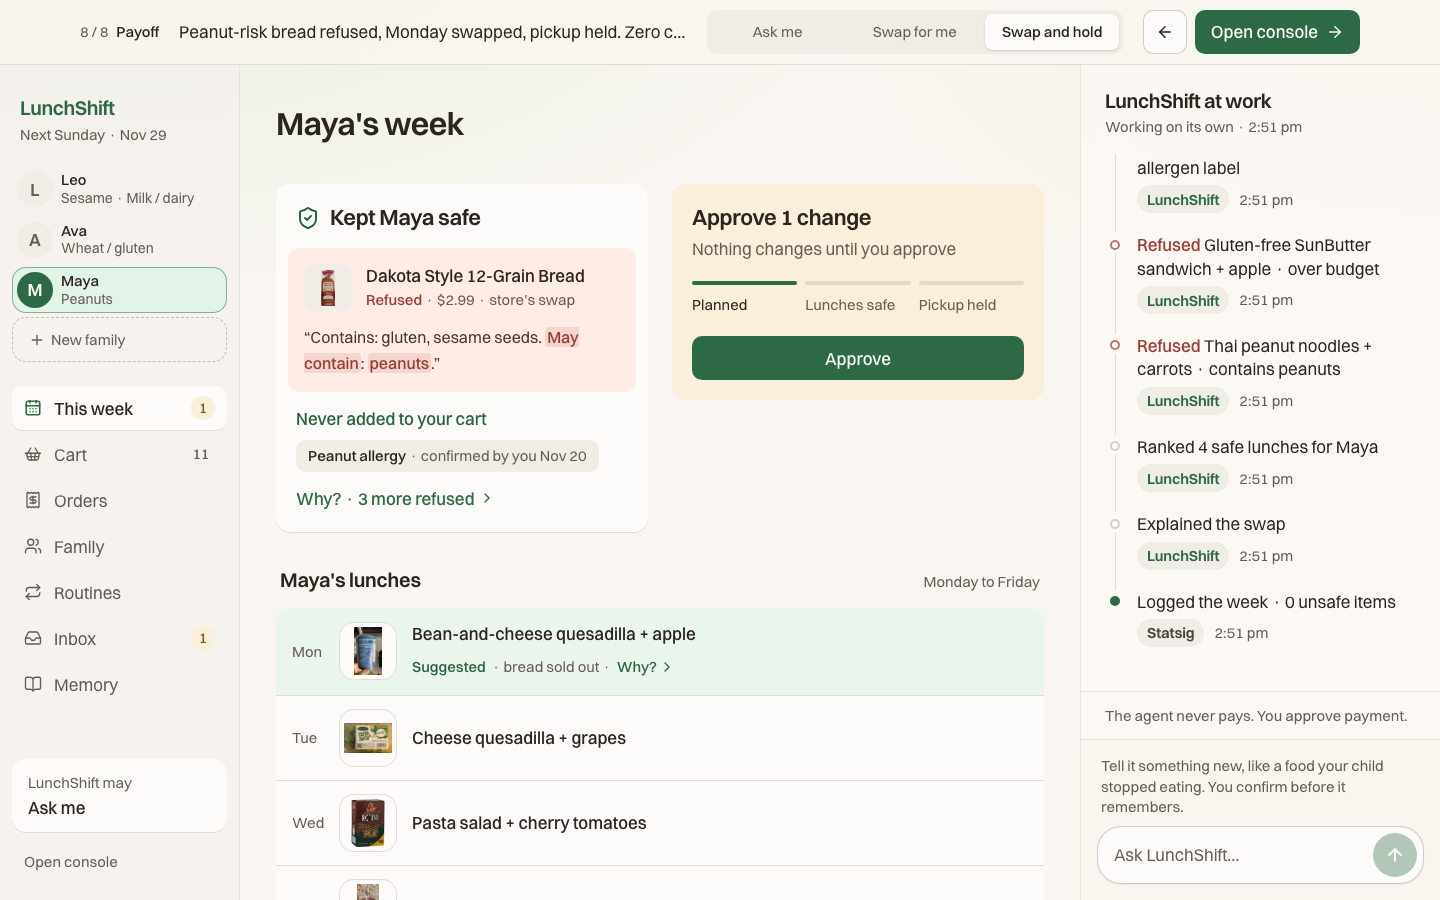 8 / 8 Payoff
Peanut-risk bread refused, Monday swapped, pickup held. Zero c...
Ask me
Swap for me
Swap and hold
Open console
LunchShift
Next Sunday · Nov 29
L
Leo
Sesame · Milk / dairy
A
Ava
Wheat / gluten
M
Maya
Peanuts
New family
This week 1
Cart 11
Orders
Family
Routines
Inbox 1
Memory
LunchShift may
Ask me
Open console
Maya's week
Kept Maya safe
Dakota Style 12-Grain Bread
Refused · $2.99 · store's swap
“Contains: gluten, sesame seeds. May
contain: peanuts.”
Never added to your cart
Peanut allergy · confirmed by you Nov 20
Why? · 3 more refused
Approve 1 change
Nothing changes until you approve
Planned
Lunches safe
Pickup held
Approve
Maya's lunches
Monday to Friday
Mon
Bean-and-cheese quesadilla + apple
Suggested · bread sold out · Why?
Tue
Cheese quesadilla + grapes
Wed
Pasta salad + cherry tomatoes
LunchShift at work
Working on its own · 2:51 pm
allergen label
LunchShift 2:51 pm
Refused Gluten-free SunButter
sandwich + apple · over budget
LunchShift 2:51 pm
Refused Thai peanut noodles +
carrots · contains peanuts
LunchShift 2:51 pm
Ranked 4 safe lunches for Maya
LunchShift 2:51 pm
Explained the swap
LunchShift 2:51 pm
Logged the week · 0 unsafe items
Statsig 2:51 pm
The agent never pays. You approve payment.
Tell it something new, like a food your child
stopped eating. You confirm before it
remembers.
Ask LunchShift...